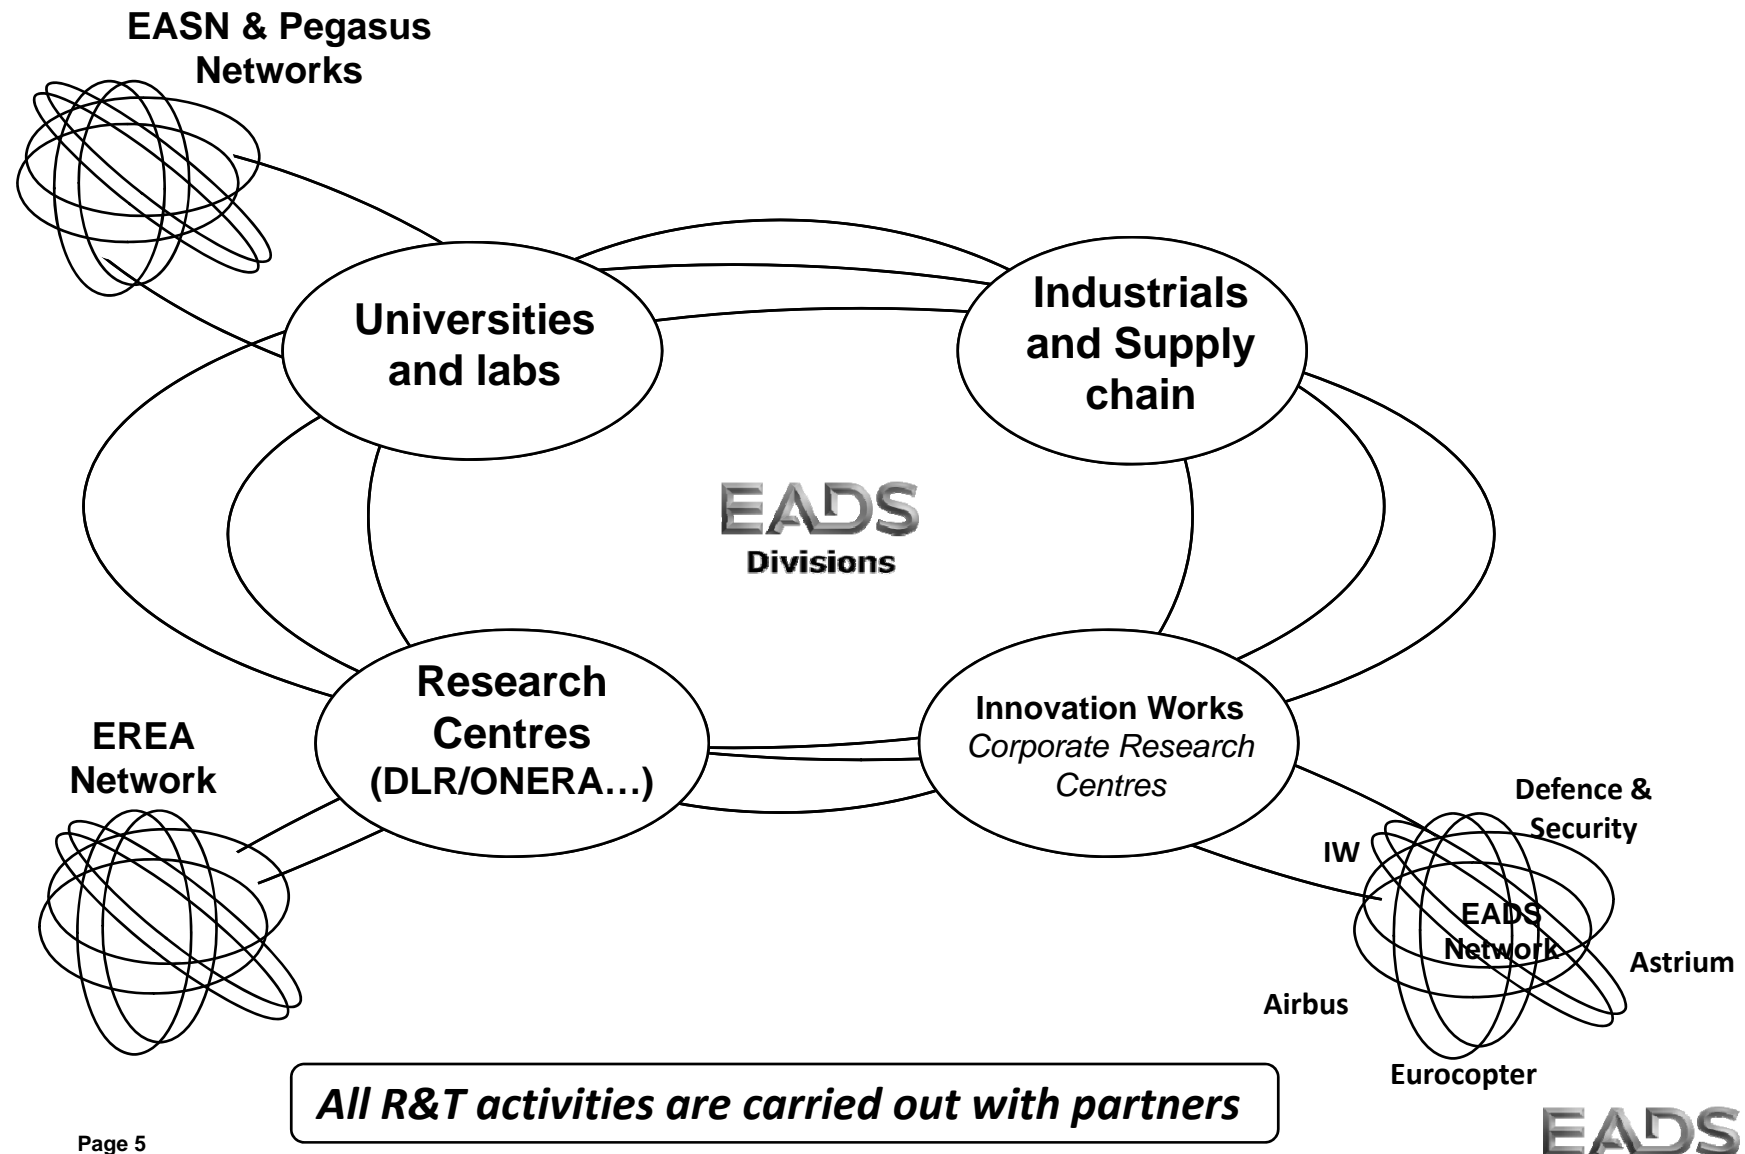 EASN & Pegasus
Networks
Universities
and labs
Industrials
and Supply
chain
EADS
Divisions
Research
Centres
(DLR/ONERA…)
Innovation Works
Corporate Research
Centres
EREA
Network
Defence &
Security
IW
EADS
Network
Astrium
Airbus
Eurocopter
All R&T activities are carried out with partners
Page 5
EADS